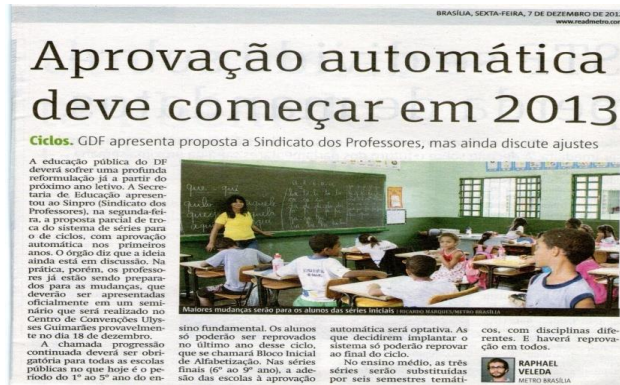 BRASÍLIA, SEXTA-FEIRA, 7 DE DEZEMBRO DE 2012
www.readmetro.com
Aprovação automática
deve começar em 2013
Ciclos. GDF apresenta proposta a Sindicato dos Professores, mas ainda discute ajustes
A educação pública do DF
deverá sofrer uma profunda
reformulação já a partir do
próximo ano letivo. A Secre-
taria de Educação apresen-
tou ao Sinpro (Sindicato dos
Professores), na segunda-fei-
ra, a proposta parcial de tro-
ca do sistema de séries para
o de ciclos, com aprovação
automática nos primeiros
anos. O órgão diz que a ideia
ainda está em discussão. Na
prática, porém, os professo-
res já estão sendo prepara-
dos para as mudanças, que
deverão ser apresentadas
oficialmente em um semi-
nário que será realizado no
Centro de Convenções Ulys-
ses Guimarães provavelmen-
te no dia 18 de dezembro.
A chamada progressão
continuada deverá ser obri-
gatória para todas as escolas
públicas no que hoje é o pe-
ríodo do 1º ao 5º ano do en-
Maiores mudanças serão para os alunos das séries iniciais | RICARDO MARQUES/METRO BRASÍLIA
sino fundamental. Os alunos
só poderão ser reprovados
no último ano desse ciclo,
que se chamará Bloco Inicial
de Alfabetização. Nas séries
finais (6º ao 9º ano), a ade-
são das escolas à aprovação
automática será optativa. As
que decidirem implantar o
sistema só poderão reprovar
ao final do ciclo.
No ensino médio, as três
séries serão substituídas
por seis semestres temáti-
cos, com disciplinas dife-
rentes. E haverá reprova-
ção em todos.
RAPHAEL
VELEDA
METRO BRASÍLIA